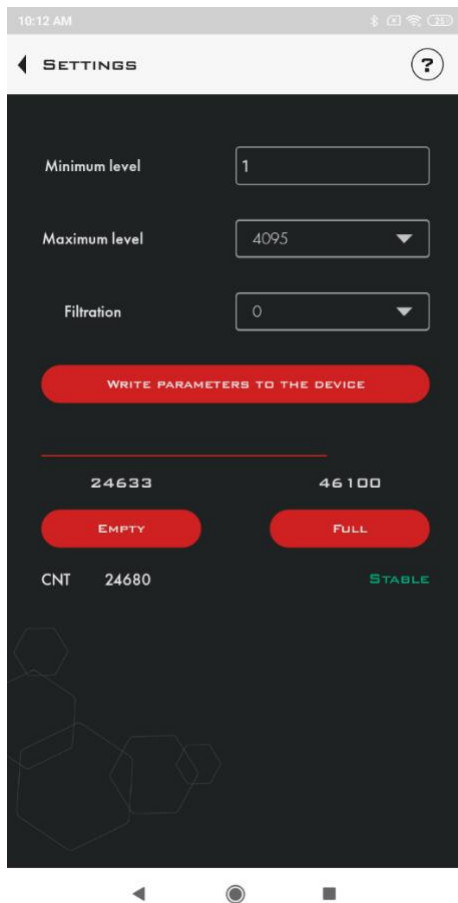 10:12 AM 25
SETTINGS ?
Minimum level 1
Maximum level 4095
Filtration 0
WRITE PARAMETERS TO THE DEVICE
24633 46100
EMPTY FULL
CNT 24680 STABLE